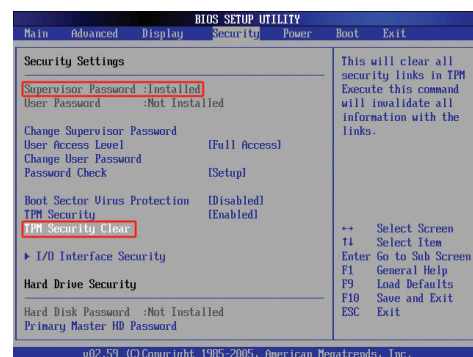 BIOS SETUP UTILITY
Main Advanced Display Security Power Boot Exit
Security Settings
Supervisor Password :Installed
User Password :Not Installed
Change Supervisor Password
User Access Level [Full Access]
Change User Password
Password Check [Setup]
Boot Sector Virus Protection [Disabled]
TPM Security [Enabled]
TPM Security Clear
▶ I/O Interface Security
Hard Drive Security
Hard Disk Password :Not Installed
Primary Master HD Password
This will clear all
security links in TPM
Execute this command
will invalidate all
information with the
links.
↔ Select Screen
↑↓ Select Item
Enter Go to Sub Screen
F1 General Help
F9 Load Defaults
F10 Save and Exit
ESC Exit
v02.59 (C)Copyright 1985-2005, American Megatrends, Inc.